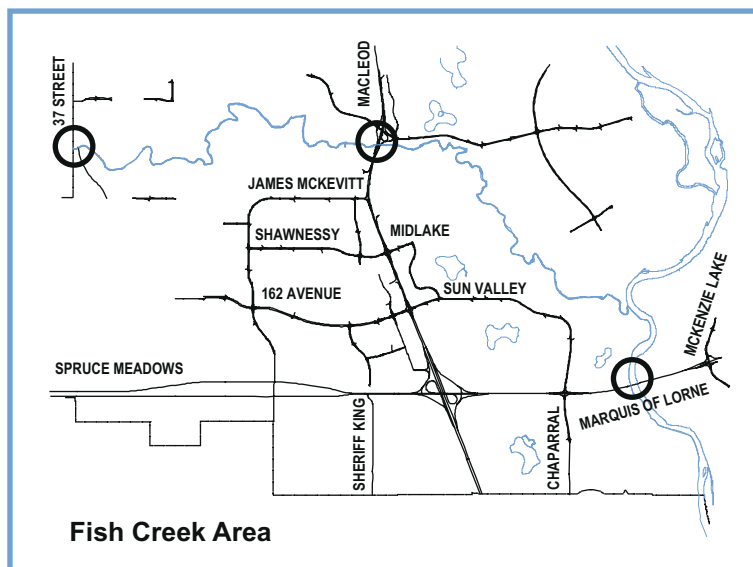 37 STREET
MACLEOD
JAMES MCKEVITT
SHAWNESSY
MIDLAKE
162 AVENUE
SUN VALLEY
MCKENZIE LAKE
SPRUCE MEADOWS
SHERIFF KING
CHAPARRAL
MARQUIS OF LORNE
Fish Creek Area